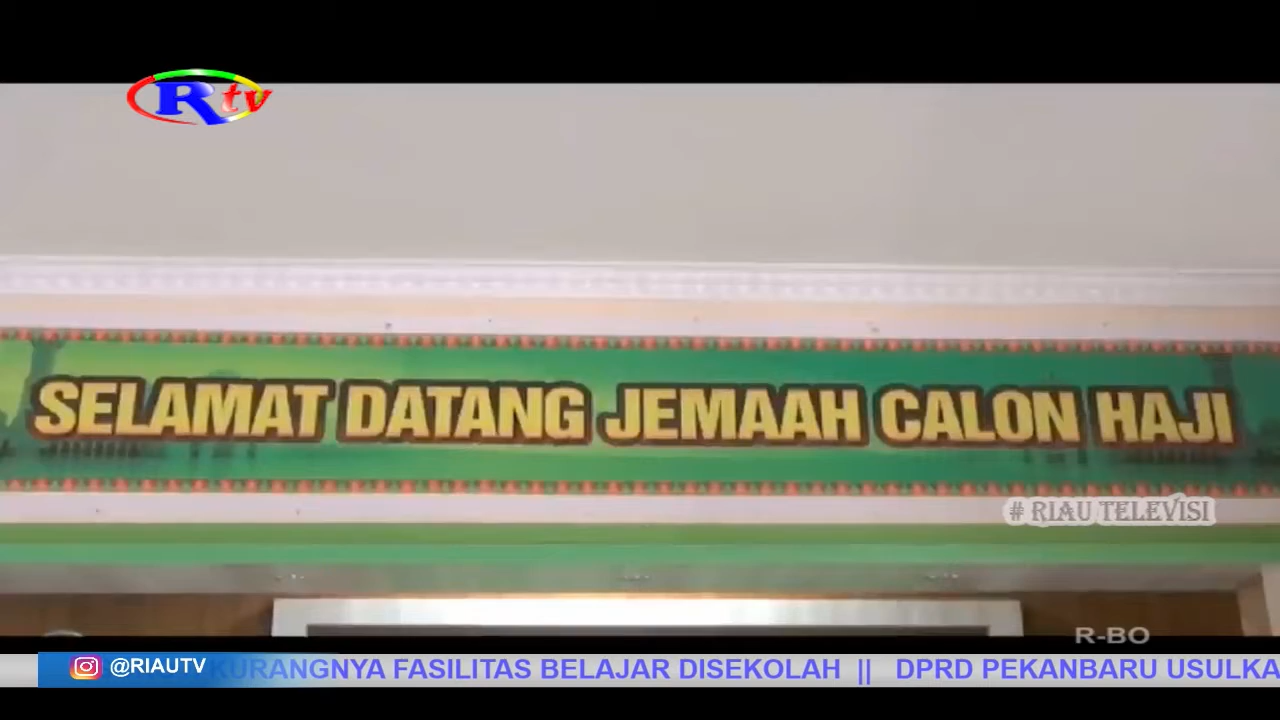 Rtv
SELAMAT DATANG JEMAAH CALON HAJI
# RIAU TELEVISI
R-BO
@RIAUTV KURANGNYA FASILITAS BELAJAR DISEKOLAH || DPRD PEKANBARU USULKA